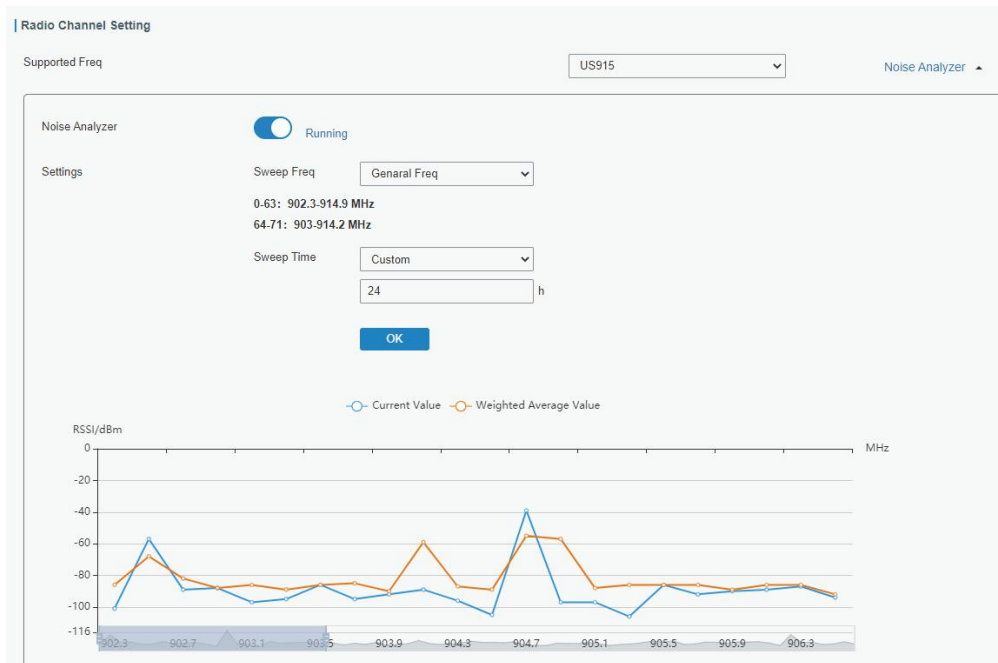 Radio Channel Setting
Supported Freq US915 Noise Analyzer
Noise Analyzer Running
Settings Sweep Freq Genaral Freq
0-63: 902.3-914.9 MHz
64-71: 903-914.2 MHz
Sweep Time Custom
24 h
OK
Current Value Weighted Average Value
RSSI/dBm
0 MHz
-20
-40
-60
-80
-100
-116
902.3 902.7 903.1 903.5 903.9 904.3 904.7 905.1 905.5 905.9 906.3